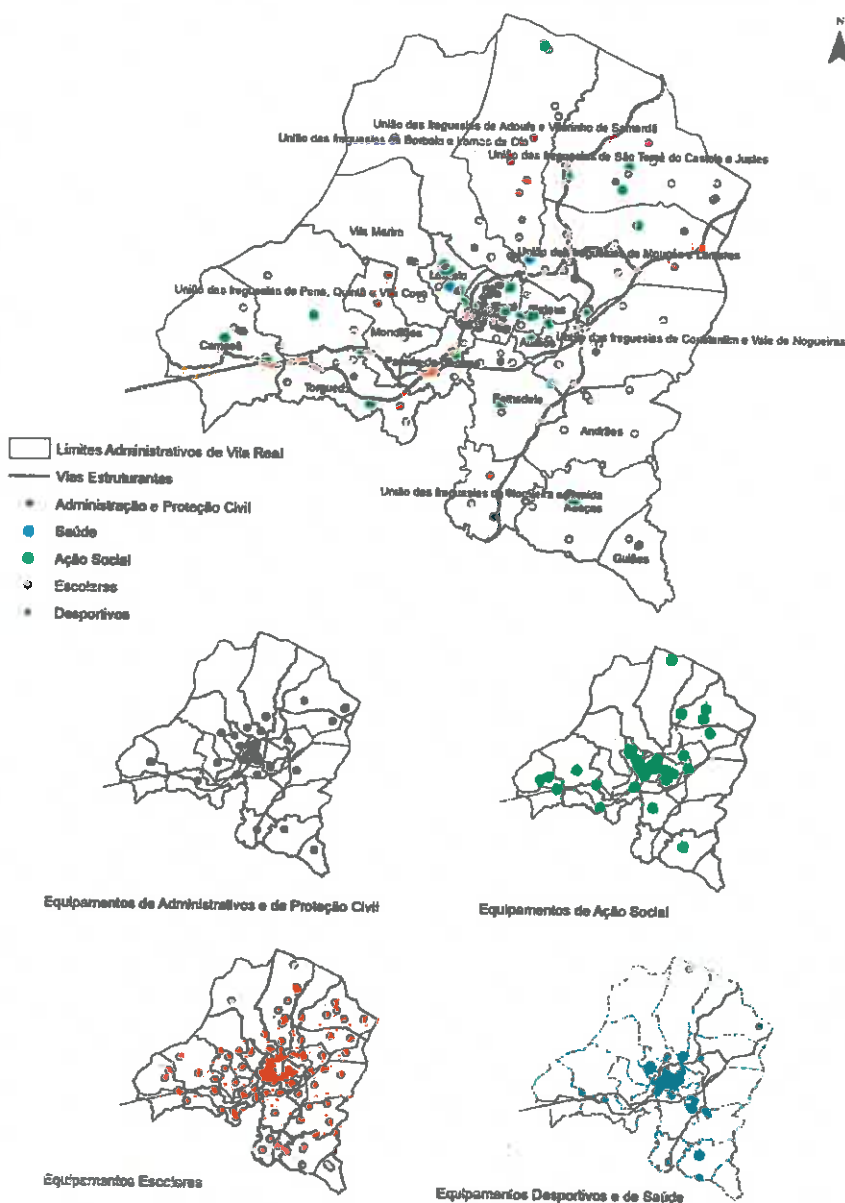 N
União das freguesias de Adoufe e Vilarinho de Samardã
União das freguesias de Borbela e Lamas de Olo
União das freguesias de São Tomé do Castelo e Justes
Vila Marim
União das freguesias de Mouçós e Lamares
Lordelo
União das freguesias de Pena, Quintã e Vila Cova
Mateus
Mondrões
União das freguesias de Constantim e Vale de Nogueiras
Campeã
Parada de Cunhos
Torgueda
Folhadela
Andrães
União das freguesias de Nogueira e Ermida
Abaças
Guiães
Limites Administrativos de Vila Real
Vias Estruturantes
Administração e Proteção Civil
Saúde
Ação Social
Escolares
Desportivos
Equipamentos de Administrativos e de Proteção Civil
Equipamentos de Ação Social
Equipamentos Escolares
Equipamentos Desportivos e de Saúde